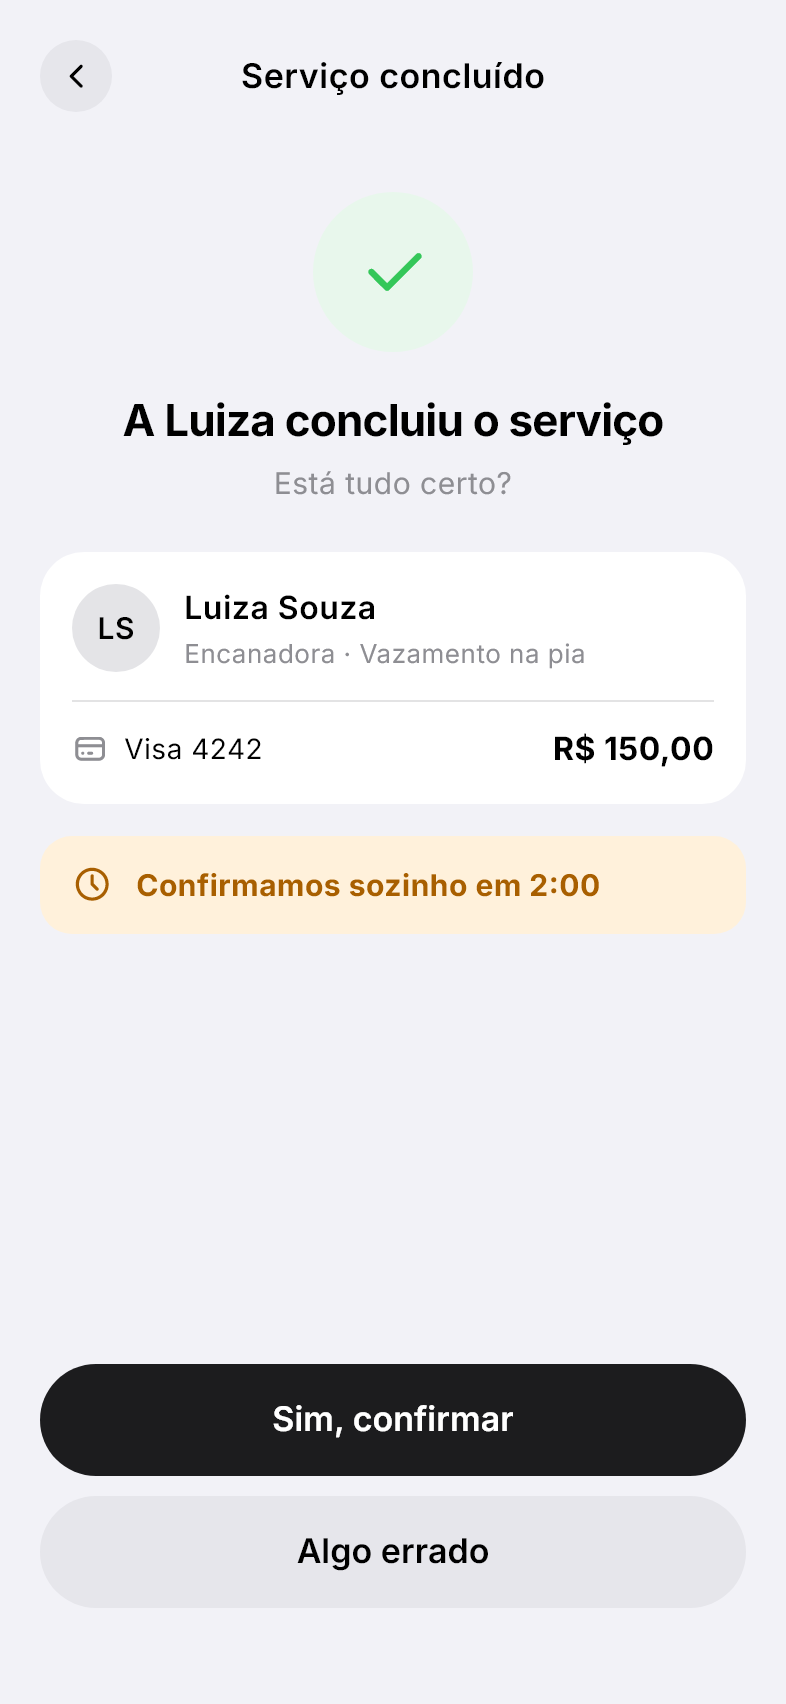 Serviço concluído
A Luiza concluiu o serviço
Está tudo certo?
LS
Luiza Souza
Encanadora · Vazamento na pia
Visa 4242
R$ 150,00
Confirmamos sozinho em 2:00
Sim, confirmar
Algo errado